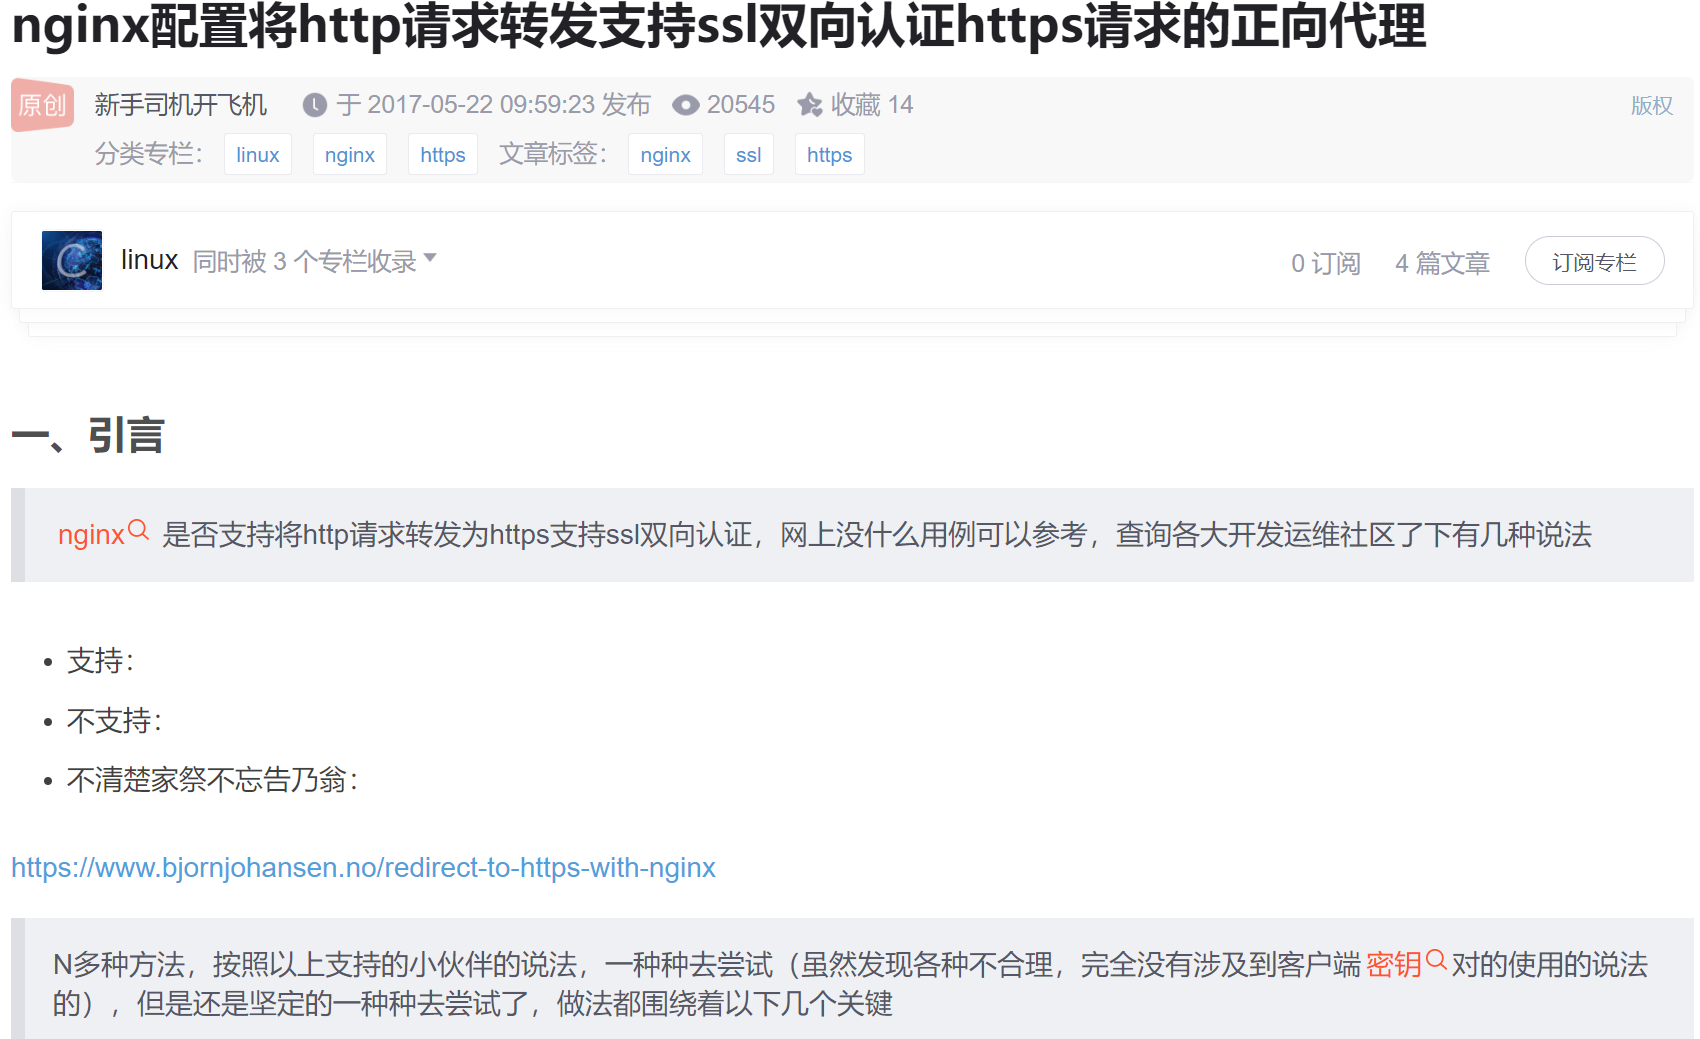 nginx配置将http请求转发支持ssl双向认证https请求的正向代理
原创 新手司机开飞机 于 2017-05-22 09:59:23 发布 20545 收藏 14 版权
分类专栏： linux nginx https 文章标签： nginx ssl https
C linux 同时被 3 个专栏收录 0 订阅 4 篇文章 订阅专栏
一、引言
nginx 是否支持将http请求转发为https支持ssl双向认证，网上没什么用例可以参考，查询各大开发运维社区了下有几种说法
• 支持：
• 不支持：
• 不清楚家祭不忘告乃翁：
https://www.bjornjohansen.no/redirect-to-https-with-nginx
N多种方法，按照以上支持的小伙伴的说法，一种种去尝试（虽然发现各种不合理，完全没有涉及到客户端 密钥 对的使用的说法
的），但是还是坚定的一种种去尝试了，做法都围绕着以下几个关键